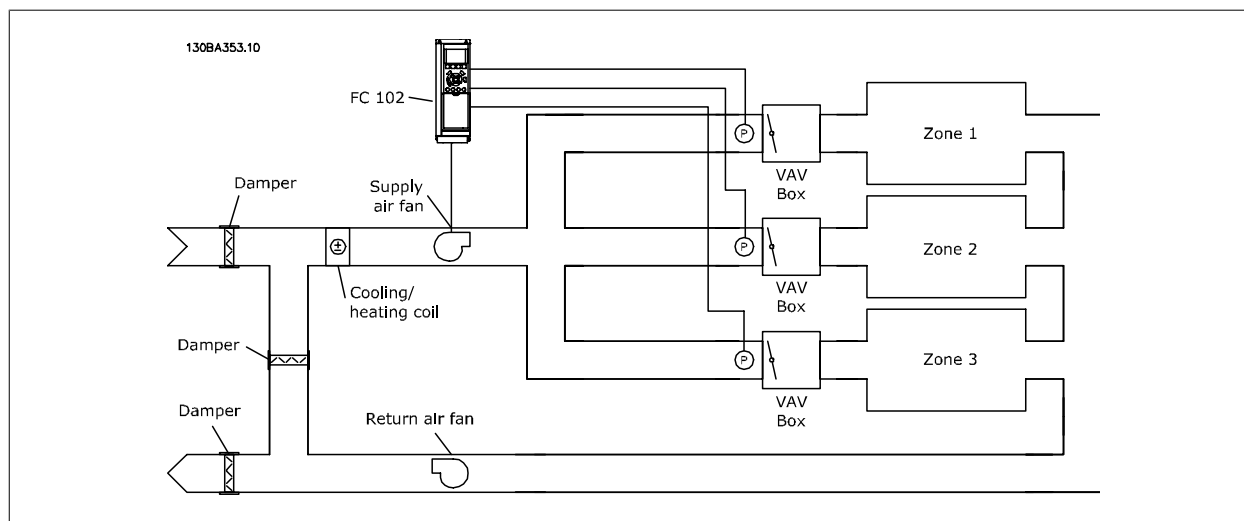 130BA353.10
FC 102
Damper
Supply
air fan
Cooling/
heating coil
Damper
Damper
Return air fan
P
VAV
Box
Zone 1
P
VAV
Box
Zone 2
P
VAV
Box
Zone 3